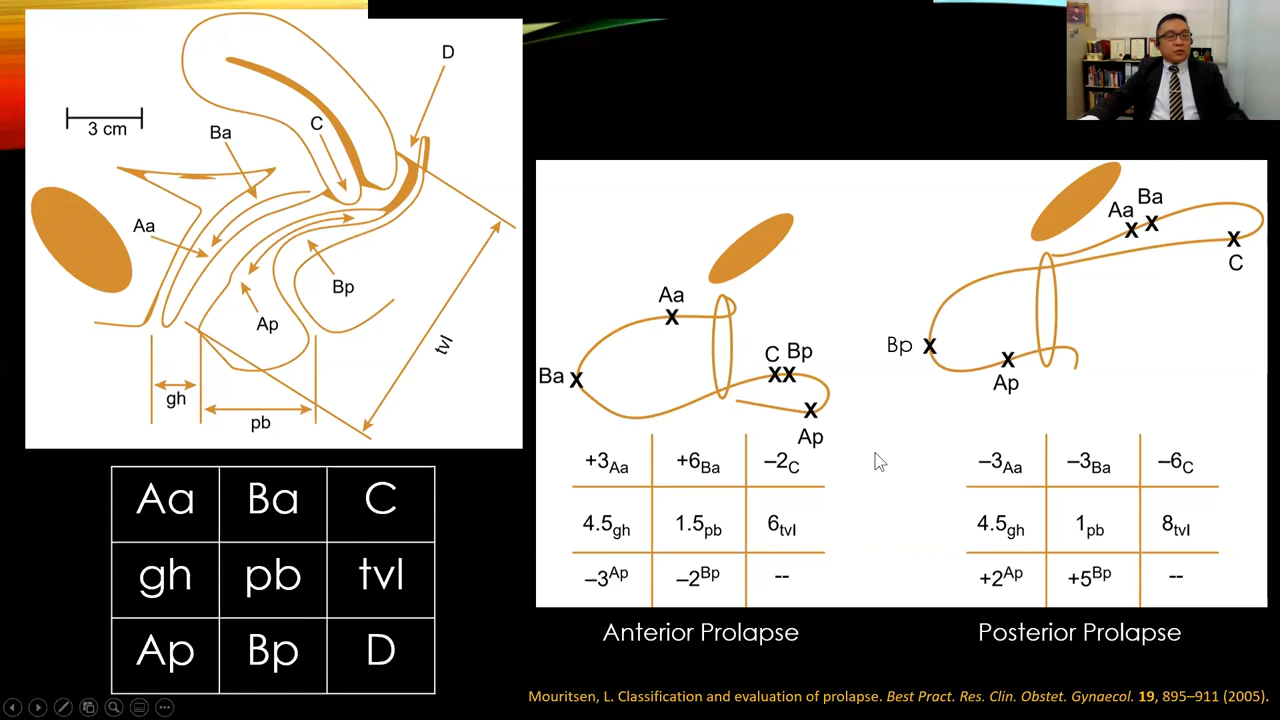 D
3 cm
Ba
C
Aa
Bp
Ap
tvl
gh
pb
Aa Ba C
gh pb tvl
Ap Bp D
Aa
Ba
C Bp
Ap
+3Aa +6Ba –2C
4.5gh 1.5pb 6tvl
–3Ap –2Bp --
Anterior Prolapse
Aa Ba
C
Bp
Ap
–3Aa –3Ba –6C
4.5gh 1pb 8tvl
+2Ap +5Bp --
Posterior Prolapse
Mouritsen, L. Classification and evaluation of prolapse. Best Pract. Res. Clin. Obstet. Gynaecol. 19, 895–911 (2005).